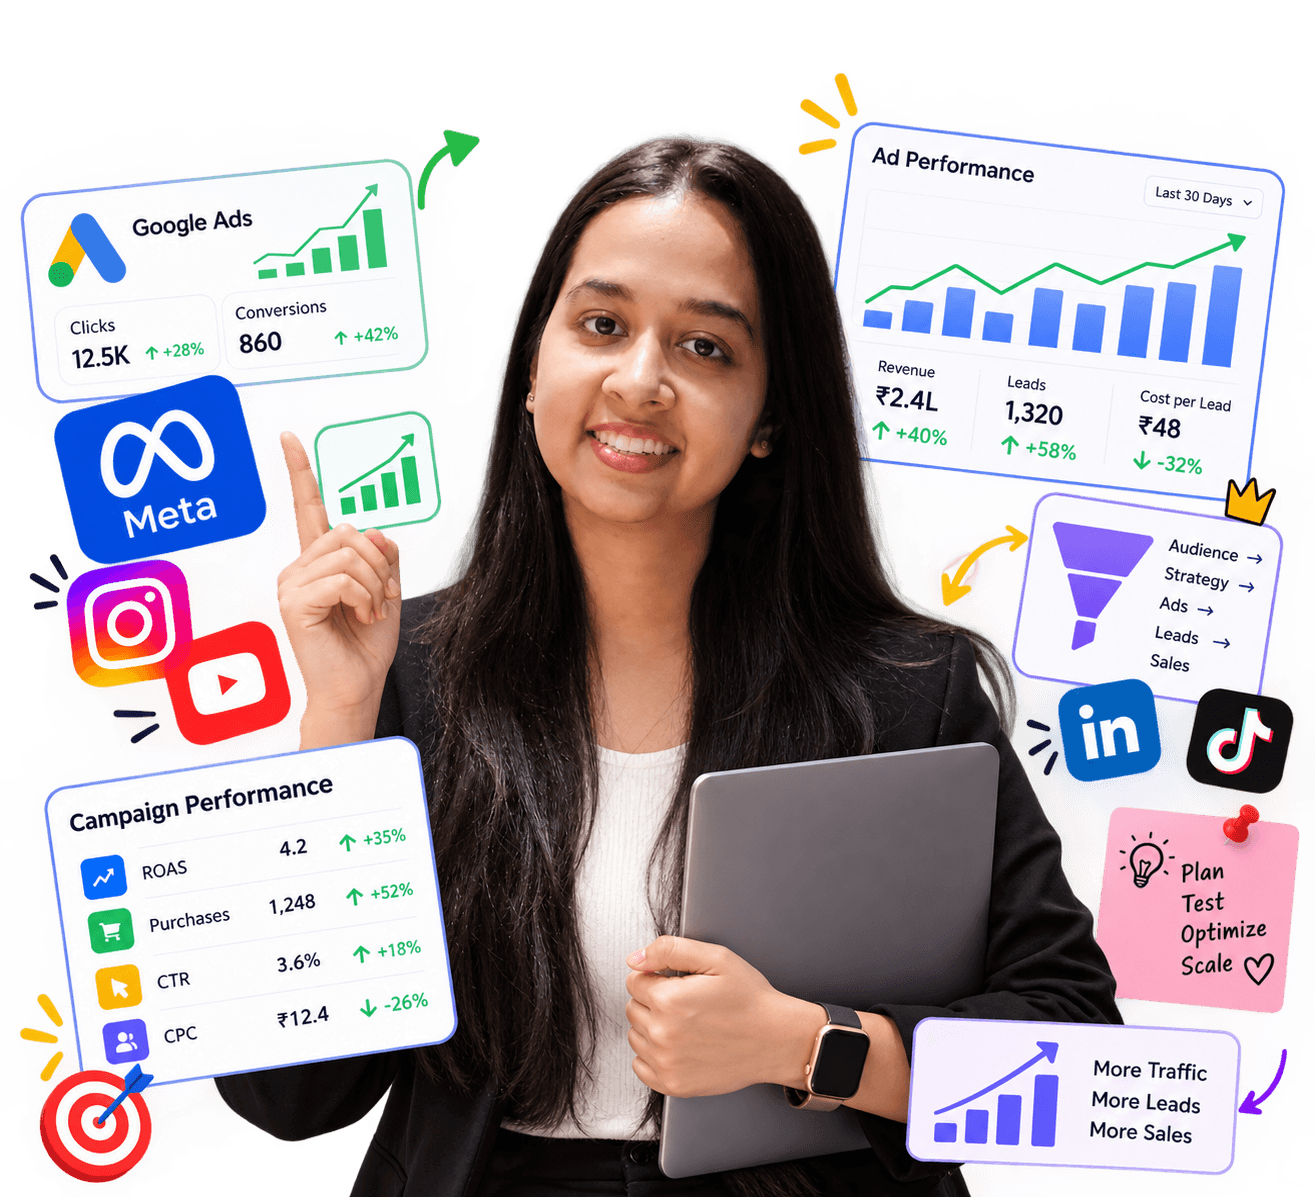 Google Ads
Clicks
12.5K +28%
Conversions
860 +42%
Meta
Campaign Performance
ROAS 4.2 +35%
Purchases 1,248 +52%
CTR 3.6% +18%
CPC ₹12.4 -26%
Ad Performance
Last 30 Days
Revenue
₹2.4L
+40%
Leads
1,320
+58%
Cost per Lead
₹48
-32%
Audience →
Strategy →
Ads →
Leads →
Sales
in
Plan
Test
Optimize
Scale
More Traffic
More Leads
More Sales